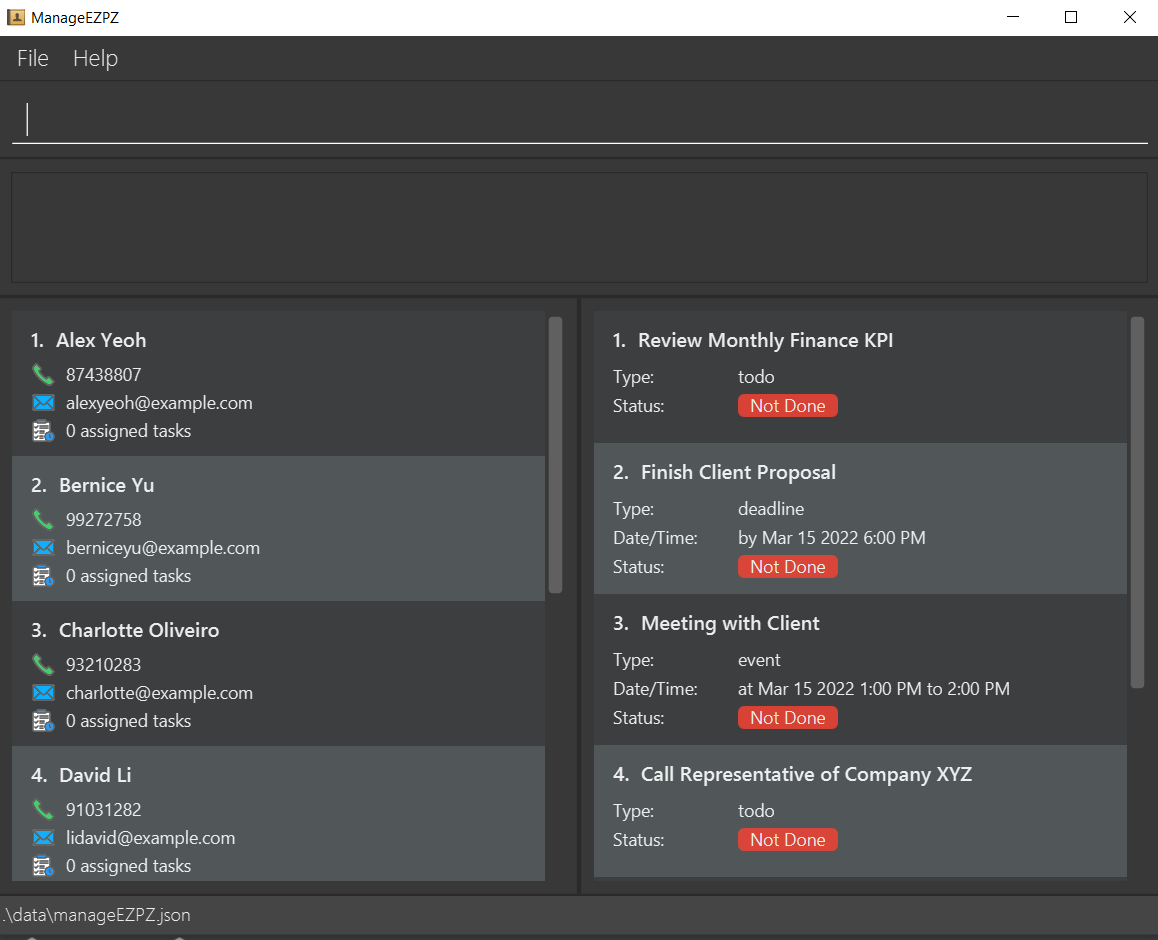 ManageEZPZ
File Help
1. Alex Yeoh
87438807
alexyeoh@example.com
0 assigned tasks
2. Bernice Yu
99272758
berniceyu@example.com
0 assigned tasks
3. Charlotte Oliveiro
93210283
charlotte@example.com
0 assigned tasks
4. David Li
91031282
lidavid@example.com
0 assigned tasks
1. Review Monthly Finance KPI
Type: todo
Status: Not Done
2. Finish Client Proposal
Type: deadline
Date/Time: by Mar 15 2022 6:00 PM
Status: Not Done
3. Meeting with Client
Type: event
Date/Time: at Mar 15 2022 1:00 PM to 2:00 PM
Status: Not Done
4. Call Representative of Company XYZ
Type: todo
Status: Not Done
.\data\manageEZPZ.json